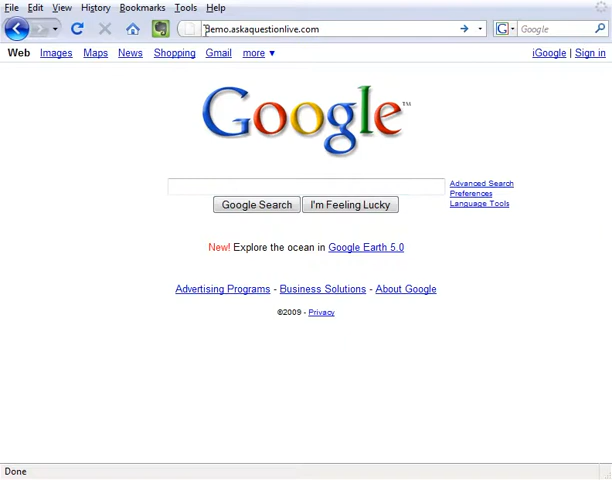 File Edit View History Bookmarks Tools Help
demo.askaquestionlive.com
Google
Web Images Maps News Shopping Gmail more ▼
iGoogle | Sign in
Google™
Advanced Search
Preferences
Language Tools
Google Search I'm Feeling Lucky
New! Explore the ocean in Google Earth 5.0
Advertising Programs - Business Solutions - About Google
©2009 - Privacy
Done